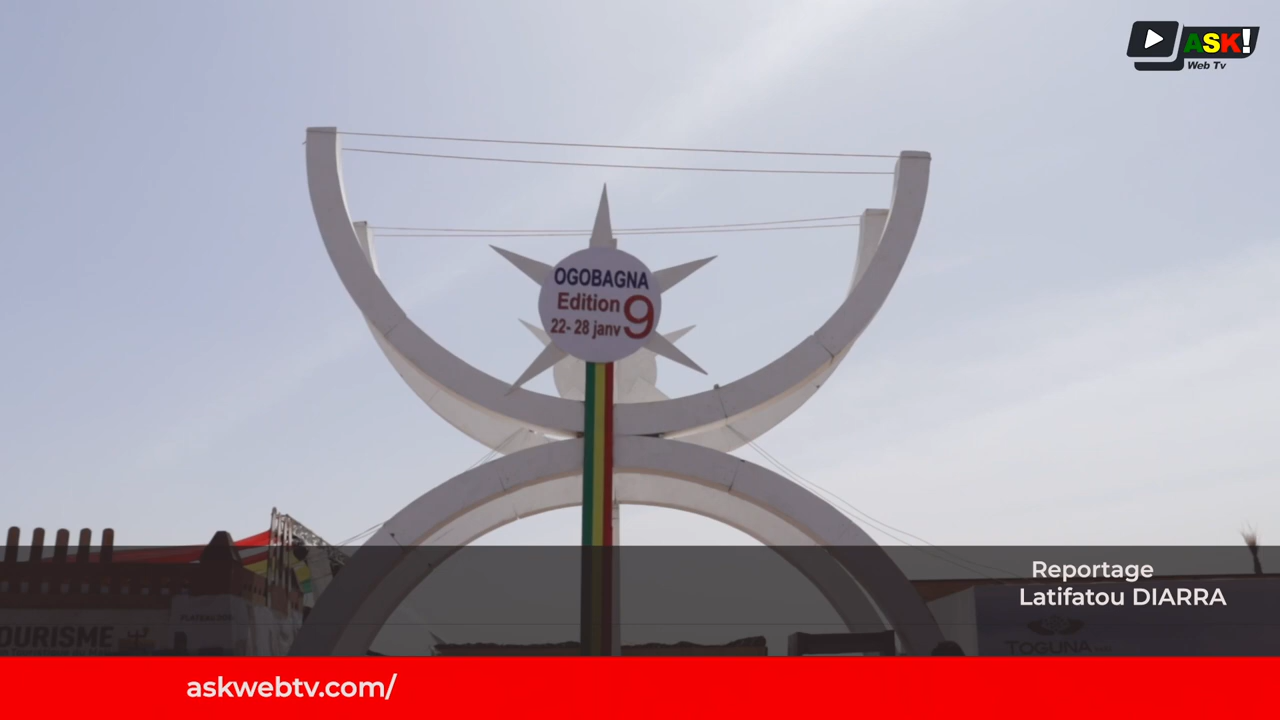 ASK!
Web Tv
OGOBAGNA
Edition 9
22- 28 janv
Reportage
Latifatou DIARRA
OURISME
TOGUNA
askwebtv.com/